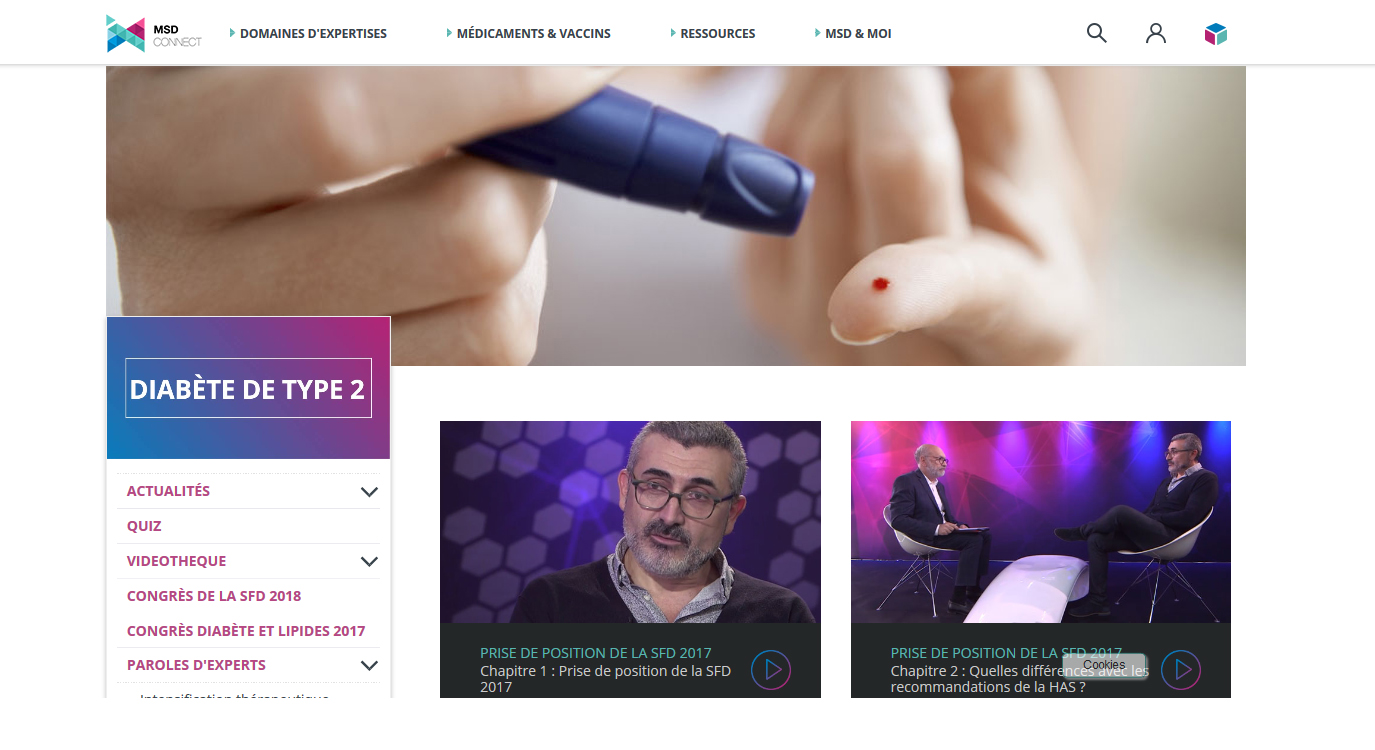 MSD
CONNECT
DOMAINES D'EXPERTISES
MÉDICAMENTS & VACCINS
RESSOURCES
MSD & MOI
DIABÈTE DE TYPE 2
ACTUALITÉS
QUIZ
VIDEOTHEQUE
CONGRÈS DE LA SFD 2018
CONGRÈS DIABÈTE ET LIPIDES 2017
PAROLES D'EXPERTS
Intensification thérapeutique
PRISE DE POSITION DE LA SFD 2017
Chapitre 1 : Prise de position de la SFD
2017
PRISE DE POSITION DE LA SFD 2017
Chapitre 2 : Quelles différences avec les
recommandations de la HAS ?
Cookies